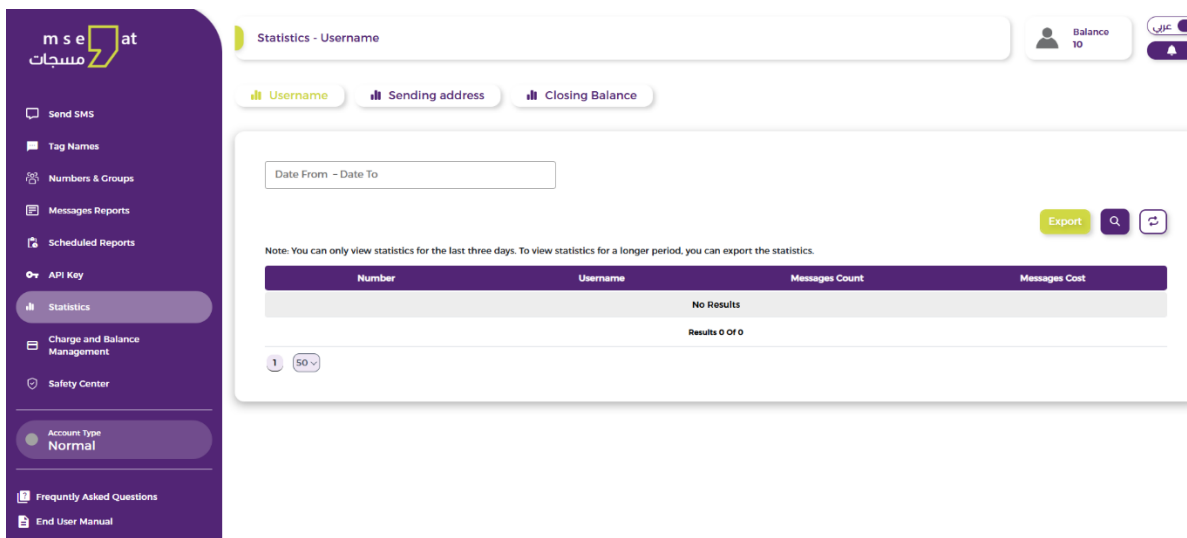 m s e g at
مسجات
Send SMS
Tag Names
Numbers & Groups
Messages Reports
Scheduled Reports
API Key
Statistics
Charge and Balance
Management
Safety Center
Account Type
Normal
Frequntly Asked Questions
End User Manual
Statistics - Username
Balance
10
عربي
Username
Sending address
Closing Balance
Date From - Date To
Export
Note: You can only view statistics for the last three days. To view statistics for a longer period, you can export the statistics.
Number Username Messages Count Messages Cost
No Results
Results 0 Of 0
1 50